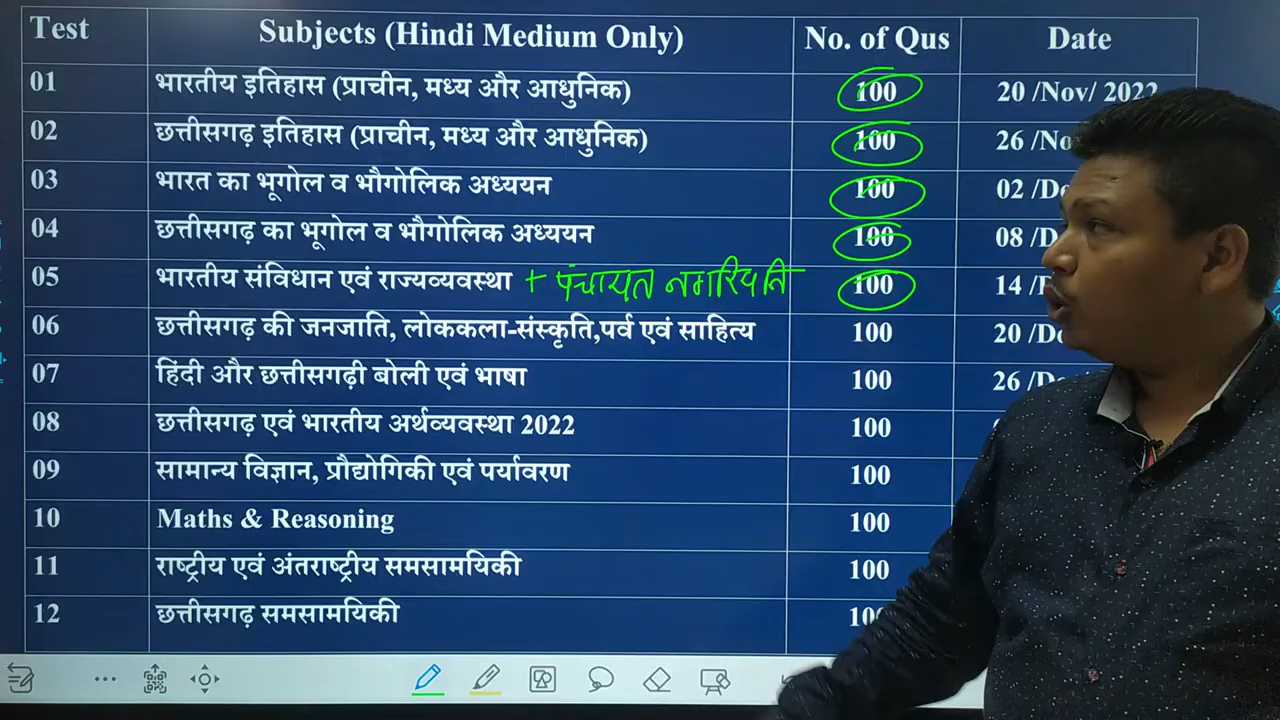 Test Subjects (Hindi Medium Only) No. of Qus Date
01 भारतीय इतिहास (प्राचीन, मध्य और आधुनिक) 100 20 /Nov/ 2022
02 छत्तीसगढ़ इतिहास (प्राचीन, मध्य और आधुनिक) 100 26 /No
03 भारत का भूगोल व भौगोलिक अध्ययन 100 02 /De
04 छत्तीसगढ़ का भूगोल व भौगोलिक अध्ययन 100 08 /D
05 भारतीय संविधान एवं राज्यव्यवस्था + पंचायत 100 14 /
06 छत्तीसगढ़ की जनजाति, लोककला-संस्कृति,पर्व एवं साहित्य 100 20 /De
07 हिंदी और छत्तीसगढ़ी बोली एवं भाषा 100 26 /De
08 छत्तीसगढ़ एवं भारतीय अर्थव्यवस्था 2022 100
09 सामान्य विज्ञान, प्रौद्योगिकी एवं पर्यावरण 100
10 Maths & Reasoning 100
11 राष्ट्रीय एवं अंतराष्ट्रीय समसामयिकी 100
12 छत्तीसगढ़ समसामयिकी 100